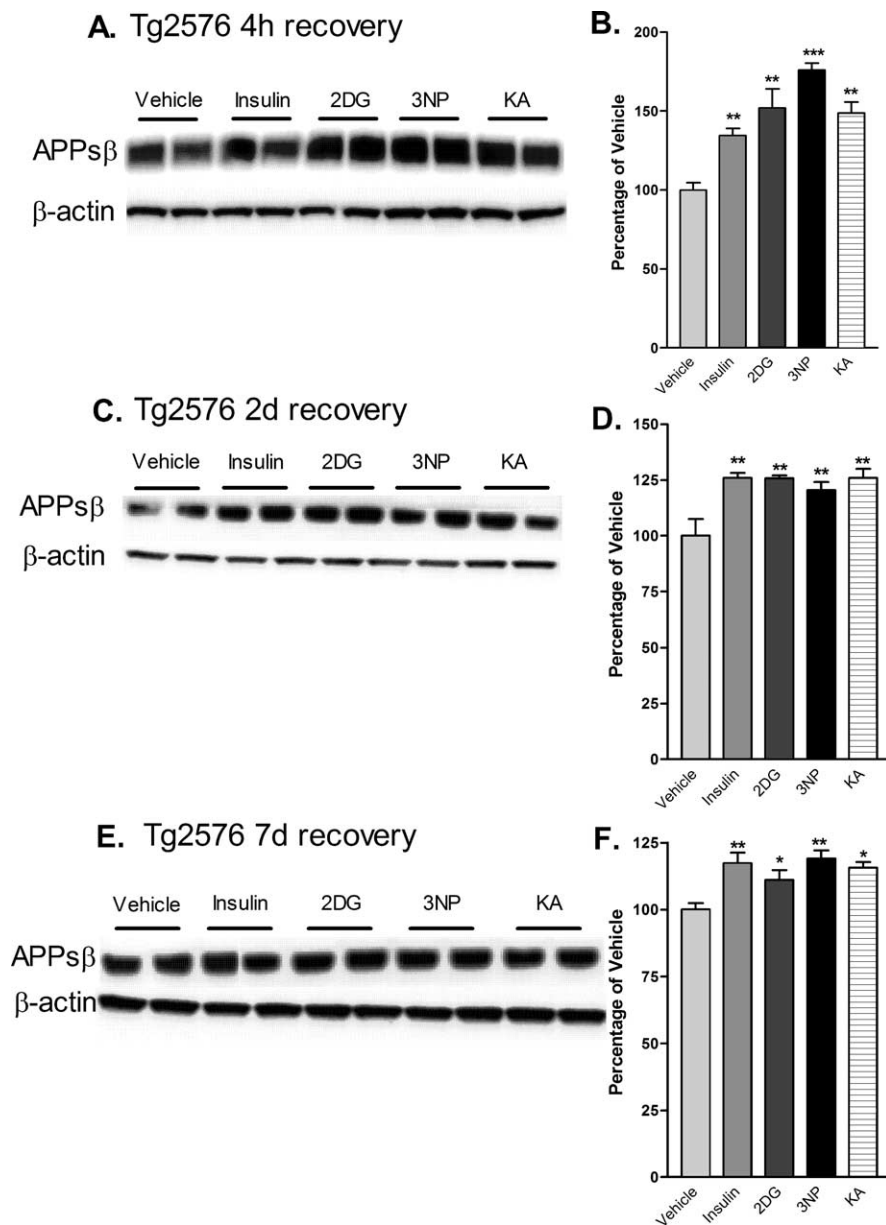 A. Tg2576 4h recovery
Vehicle Insulin 2DG 3NP KA
APPsβ
β-actin
B.
Percentage of Vehicle
200
150
100
50
0
** ** *** **
Vehicle Insulin 2DG 3NP KA
C. Tg2576 2d recovery
Vehicle Insulin 2DG 3NP KA
APPsβ
β-actin
D.
Percentage of Vehicle
150
125
100
75
50
25
0
** ** ** **
Vehicle Insulin 2DG 3NP KA
E. Tg2576 7d recovery
Vehicle Insulin 2DG 3NP KA
APPsβ
β-actin
F.
Percentage of Vehicle
125
100
75
50
25
0
** * ** *
Vehicle Insulin 2DG 3NP KA